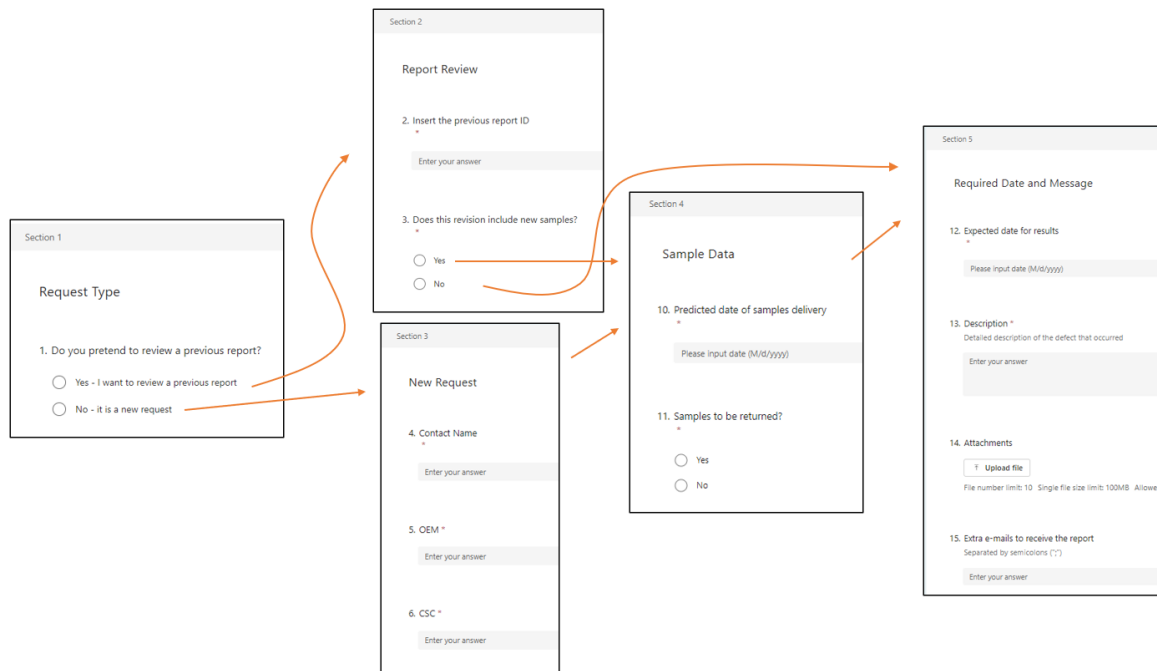 Section 1
Request Type
1. Do you pretend to review a previous report?
Yes - I want to review a previous report
No - it is a new request
Section 2
Report Review
2. Insert the previous report ID
*
Enter your answer
3. Does this revision include new samples?
*
Yes
No
Section 3
New Request
4. Contact Name
*
Enter your answer
5. OEM *
Enter your answer
6. CSC *
Enter your answer
Section 4
Sample Data
10. Predicted date of samples delivery
*
Please input date (M/d/yyyy)
11. Samples to be returned?
*
Yes
No
Section 5
Required Date and Message
12. Expected date for results
*
Please input date (M/d/yyyy)
13. Description *
Detailed description of the defect that occurred
Enter your answer
14. Attachments
Upload file
File number limit: 10 Single file size limit: 100MB Allowe
15. Extra e-mails to receive the report
Separated by semicolons (";")
Enter your answer